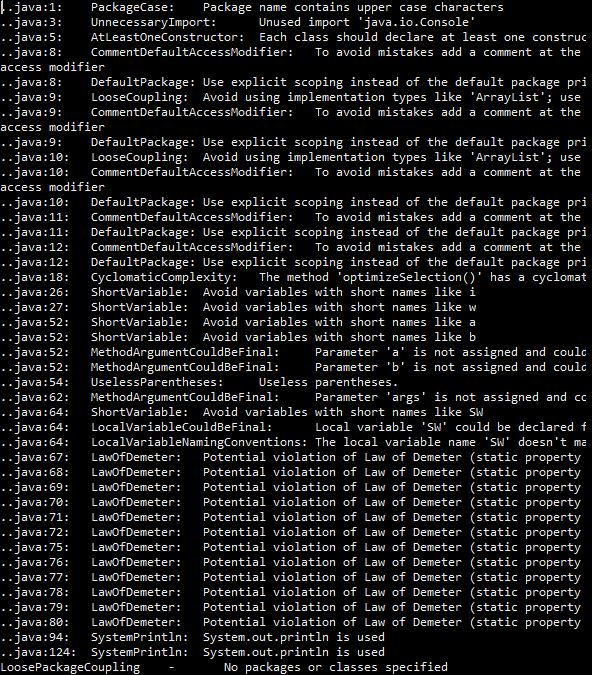 ..java:1:    PackageCase:    Package name contains upper case characters
..java:3:    UnnecessaryImport:    Unused import 'java.io.Console'
..java:5:    AtLeastOneConstructor:  Each class should declare at least one construc
..java:8:    CommentDefaultAccessModifier:   To avoid mistakes add a comment at the
access modifier
..java:8:    DefaultPackage: Use explicit scoping instead of the default package pri
..java:9:    LooseCoupling:  Avoid using implementation types like 'ArrayList'; use
..java:9:    CommentDefaultAccessModifier:   To avoid mistakes add a comment at the
access modifier
..java:9:    DefaultPackage: Use explicit scoping instead of the default package pri
..java:10:   LooseCoupling:  Avoid using implementation types like 'ArrayList'; use
..java:10:   CommentDefaultAccessModifier:   To avoid mistakes add a comment at the
access modifier
..java:10:   DefaultPackage: Use explicit scoping instead of the default package pri
..java:11:   CommentDefaultAccessModifier:   To avoid mistakes add a comment at the
..java:11:   DefaultPackage: Use explicit scoping instead of the default package pri
..java:12:   CommentDefaultAccessModifier:   To avoid mistakes add a comment at the
..java:12:   DefaultPackage: Use explicit scoping instead of the default package pri
..java:18:   CyclomaticComplexity:   The method 'optimizeSelection()' has a cyclomat
..java:26:   ShortVariable:  Avoid variables with short names like i
..java:27:   ShortVariable:  Avoid variables with short names like w
..java:52:   ShortVariable:  Avoid variables with short names like a
..java:52:   ShortVariable:  Avoid variables with short names like b
..java:52:   MethodArgumentCouldBeFinal:     Parameter 'a' is not assigned and could
..java:52:   MethodArgumentCouldBeFinal:     Parameter 'b' is not assigned and could
..java:54:   UselessParentheses:     Useless parentheses.
..java:62:   MethodArgumentCouldBeFinal:     Parameter 'args' is not assigned and co
..java:64:   ShortVariable:  Avoid variables with short names like SW
..java:64:   LocalVariableCouldBeFinal:      Local variable 'SW' could be declared f
..java:64:   LocalVariableNamingConventions: The local variable name 'SW' doesn't ma
..java:67:   LawOfDemeter:   Potential violation of Law of Demeter (static property
..java:68:   LawOfDemeter:   Potential violation of Law of Demeter (static property
..java:69:   LawOfDemeter:   Potential violation of Law of Demeter (static property
..java:70:   LawOfDemeter:   Potential violation of Law of Demeter (static property
..java:71:   LawOfDemeter:   Potential violation of Law of Demeter (static property
..java:72:   LawOfDemeter:   Potential violation of Law of Demeter (static property
..java:75:   LawOfDemeter:   Potential violation of Law of Demeter (static property
..java:76:   LawOfDemeter:   Potential violation of Law of Demeter (static property
..java:77:   LawOfDemeter:   Potential violation of Law of Demeter (static property
..java:78:   LawOfDemeter:   Potential violation of Law of Demeter (static property
..java:79:   LawOfDemeter:   Potential violation of Law of Demeter (static property
..java:80:   LawOfDemeter:   Potential violation of Law of Demeter (static property
..java:94:   SystemPrintln:  System.out.println is used
..java:124:  SystemPrintln:  System.out.println is used
LoosePackageCoupling    -       No packages or classes specified